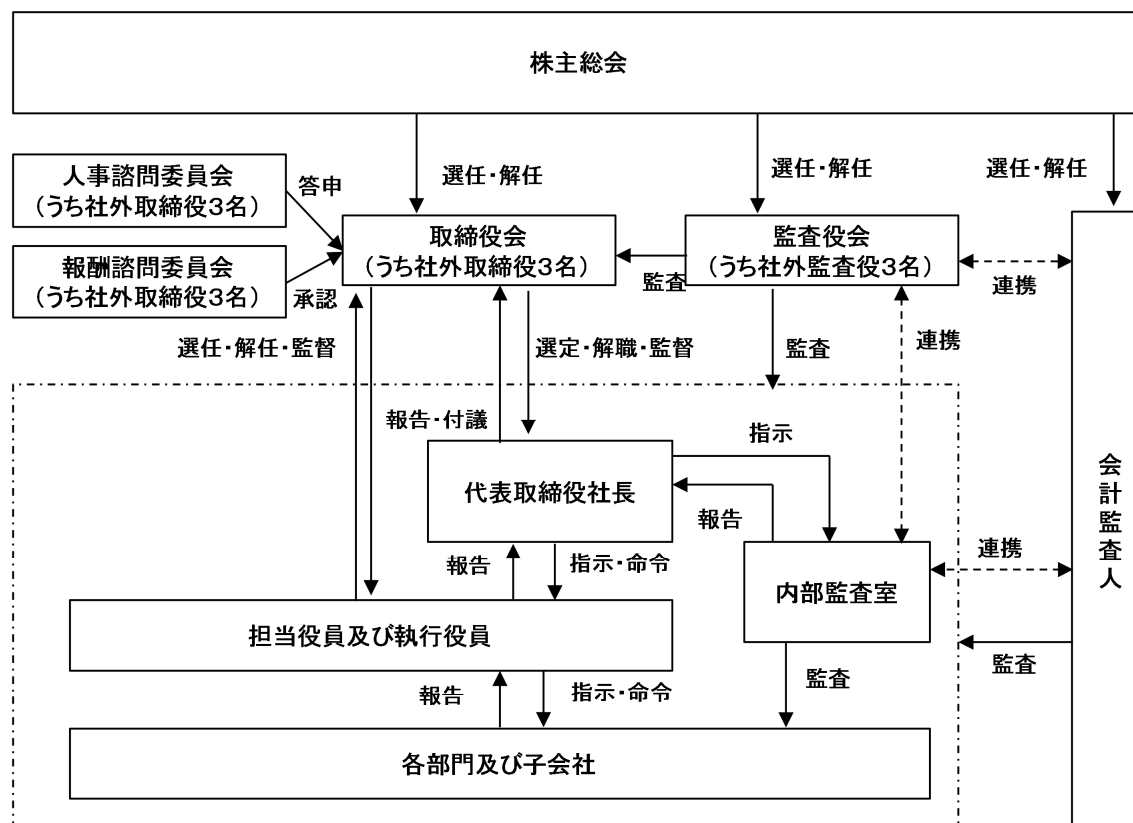 株主総会
選任・解任
選任・解任
選任・解任
人事諮問委員会
（うち社外取締役３名）
答申
報酬諮問委員会
（うち社外取締役３名）
承認
取締役会
（うち社外取締役３名）
監査
監査役会
（うち社外監査役３名）
連携
選任・解任・監督
選定・解職・監督
監査
連携
報告・付議
指示
代表取締役社長
報告
会計監査人
報告
指示・命令
連携
内部監査室
担当役員及び執行役員
監査
報告
指示・命令
監査
各部門及び子会社